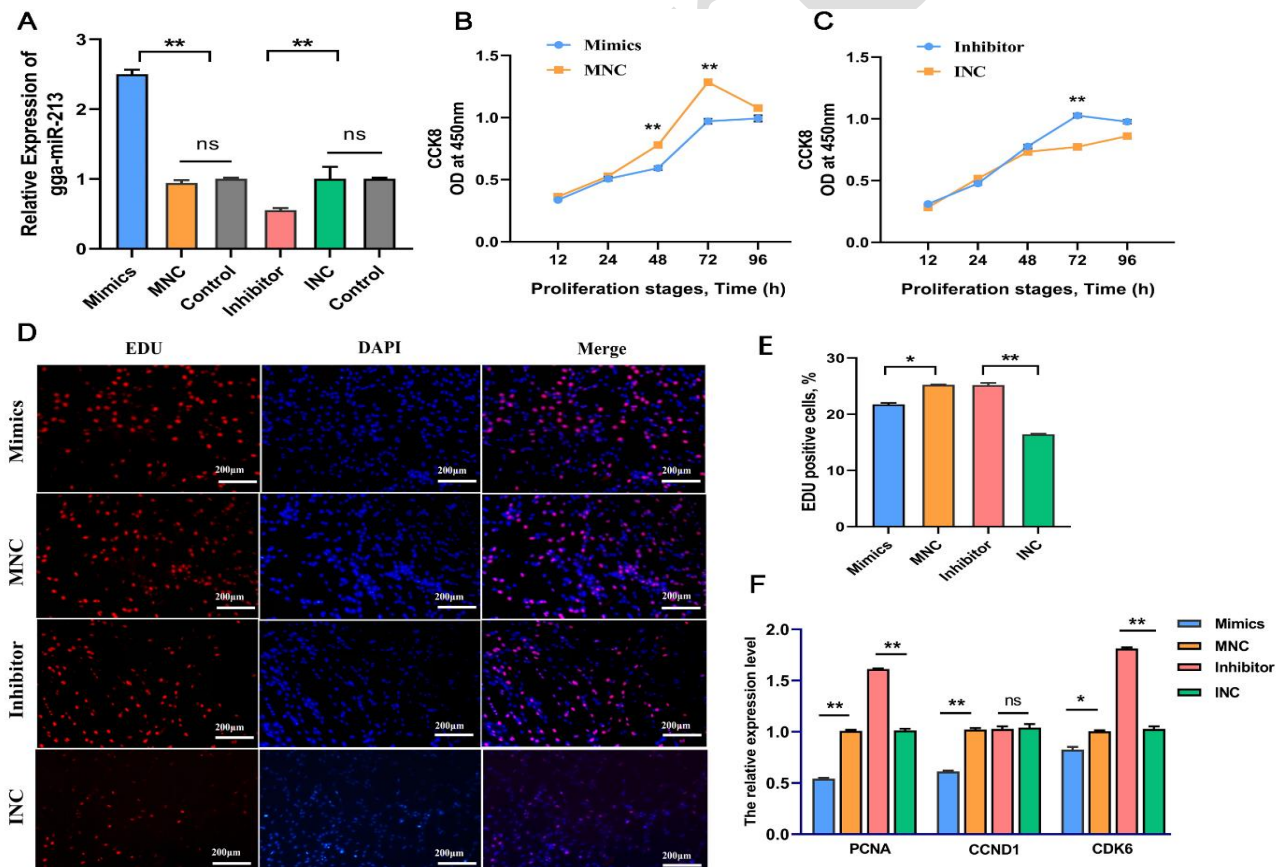 A
Relative Expression of
gga-miR-213
3
2
1
0
**
**
ns
ns
Mimics
MNC
Control
Inhibitor
INC
Control
B
Mimics
MNC
CCK8
OD at 450nm
1.5
1.0
0.5
0.0
**
**
12 24 48 72 96
Proliferation stages, Time (h)
C
Inhibitor
INC
CCK8
OD at 450nm
1.5
1.0
0.5
0.0
**
12 24 48 72 96
Proliferation stages, Time (h)
D
EDU DAPI Merge
Mimics
200μm 200μm 200μm
MNC
200μm 200μm 200μm
Inhibitor
200μm 200μm 200μm
INC
200μm 200μm 200μm
E
EDU positive cells, %
30
20
10
0
*
**
Mimics
MNC
Inhibitor
INC
F
The relative expression level
2.0
1.5
1.0
0.5
0.0
**
**
**
ns
*
**
PCNA CCND1 CDK6
Mimics
MNC
Inhibitor
INC